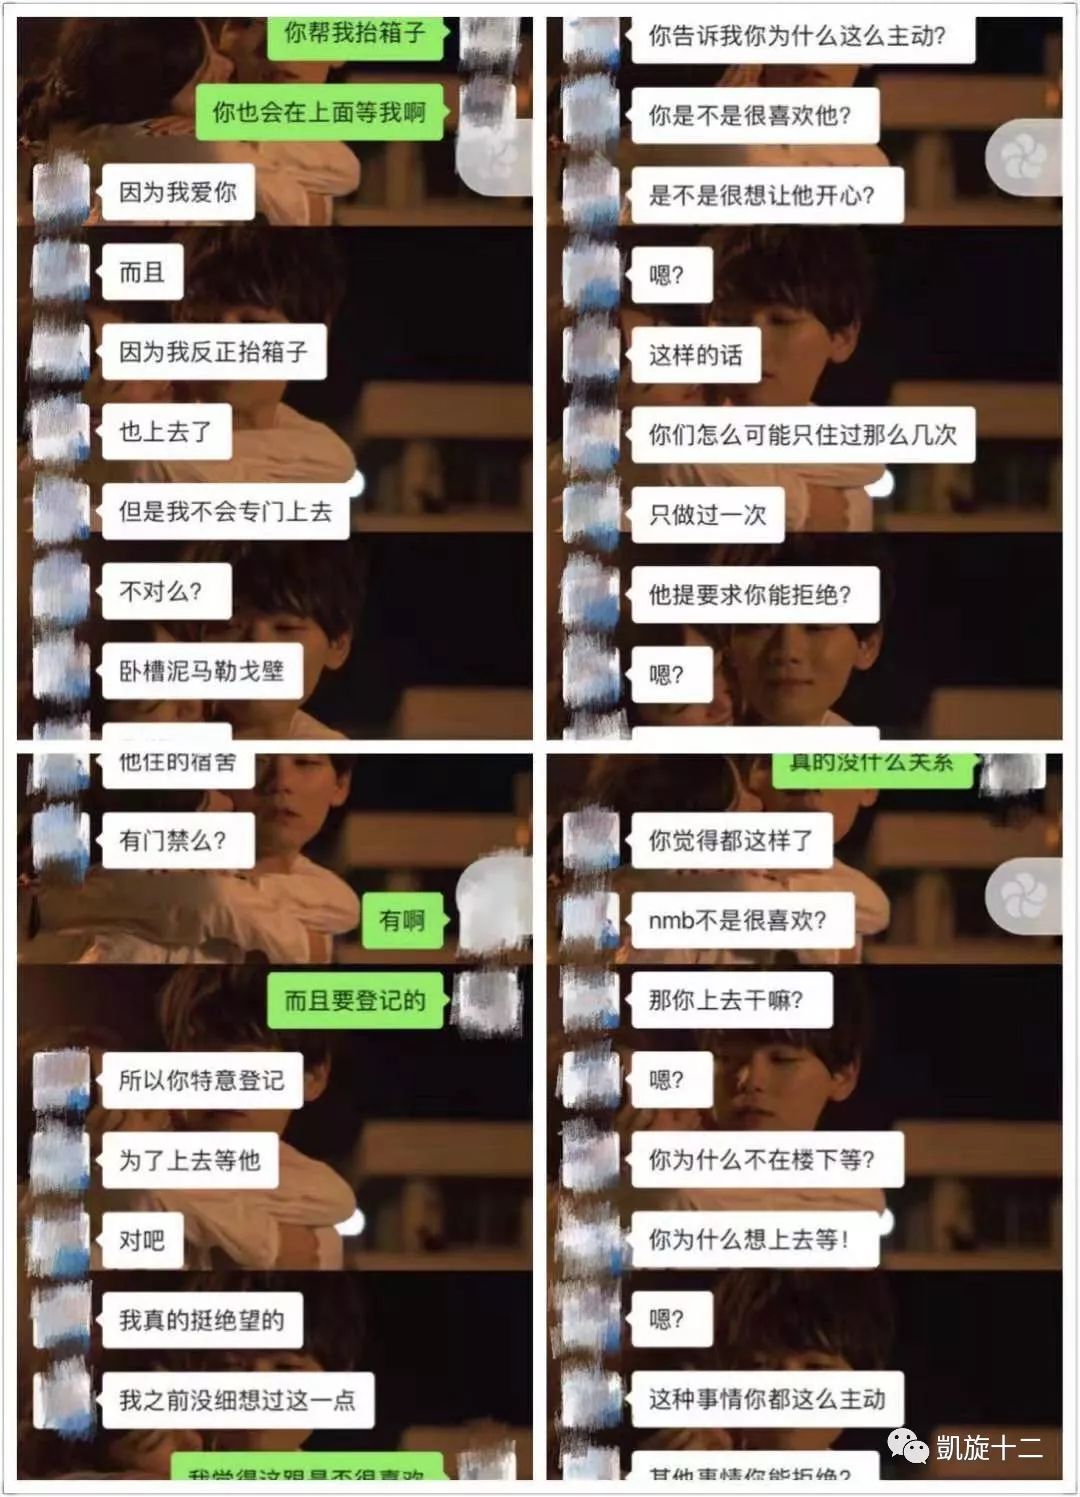 你帮我抬箱子
你也会在上面等我啊
因为我爱你
而且
因为我反正抬箱子
也上去了
但是我不会专门上去
不对么?
卧槽泥马勒戈壁
你告诉我你为什么这么主动?
你是不是很喜欢他?
是不是很想让他开心?
嗯?
这样的话
你们怎么可能只住过那么几次
只做过一次
他提要求你能拒绝?
嗯?
他住的宿舍
有门禁么?
有啊
而且要登记的
所以你特意登记
为了上去等他
对吧
我真的挺绝望的
我之前没细想过这一点
我觉得这跟是不很喜欢
真的没什么关系
你觉得都这样了
nmb不是很喜欢?
那你上去干嘛?
嗯?
你为什么不在楼下等?
你为什么想上去等!
嗯?
这种事情你都这么主动
其他事情你能拒绝?
凱旋十二